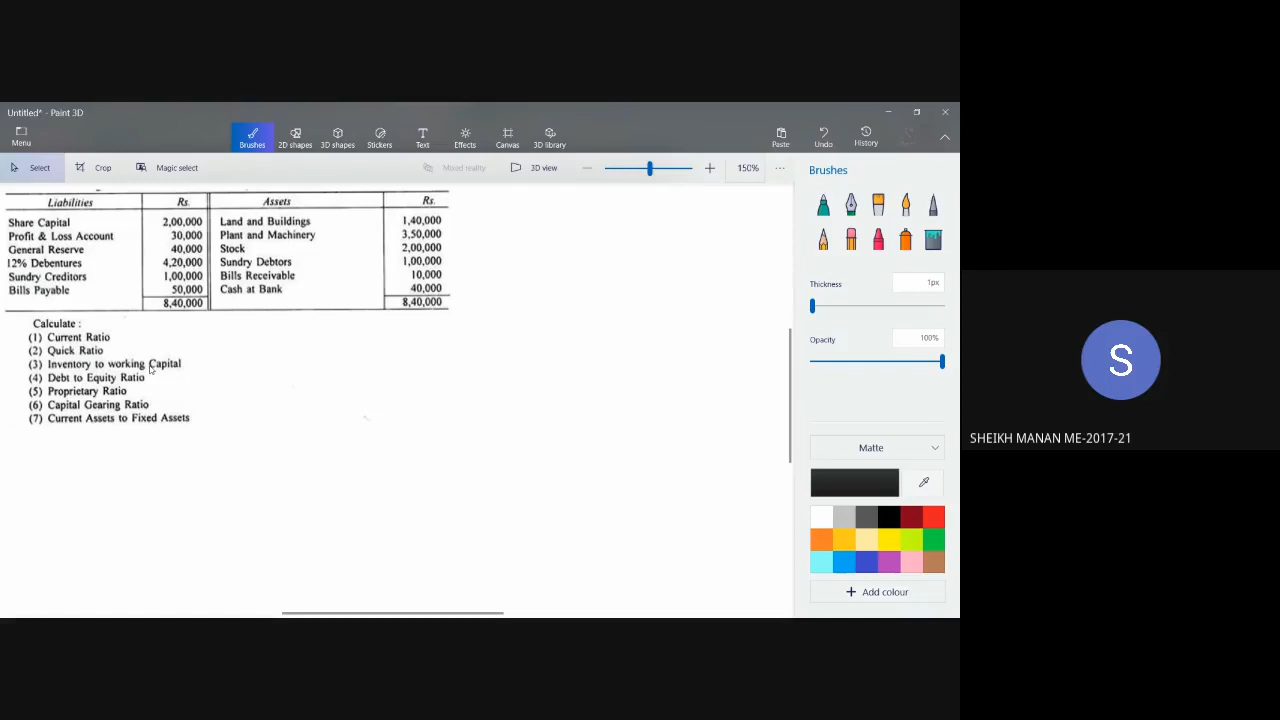 Untitled* - Paint 3D
Menu
Brushes
2D shapes
3D shapes
Stickers
Text
Effects
Canvas
3D library
Paste
Undo
History
Select
Crop
Magic select
Mixed reality
3D view
150%
Brushes
Liabilities Rs. Assets Rs.
Share Capital 2,00,000 Land and Buildings 1,40,000
Profit & Loss Account 30,000 Plant and Machinery 3,50,000
General Reserve 40,000 Stock 2,00,000
12% Debentures 4,20,000 Sundry Debtors 1,00,000
Sundry Creditors 1,00,000 Bills Receivable 10,000
Bills Payable 50,000 Cash at Bank 40,000
8,40,000 8,40,000
Calculate :
(1) Current Ratio
(2) Quick Ratio
(3) Inventory to working Capital
(4) Debt to Equity Ratio
(5) Proprietary Ratio
(6) Capital Gearing Ratio
(7) Current Assets to Fixed Assets
Thickness 1px
Opacity 100%
Matte
Add colour
S
SHEIKH MANAN ME-2017-21